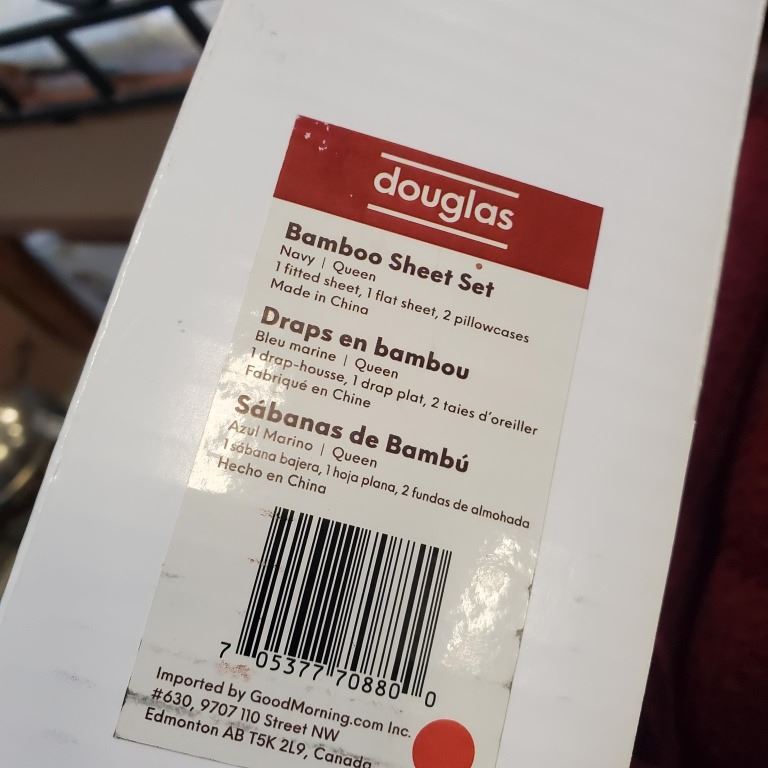 douglas
Bamboo Sheet Set
Navy | Queen
1 fitted sheet, 1 flat sheet, 2 pillowcases
Made in China
Draps en bambou
Bleu marine | Queen
1 drap-housse, 1 drap plat, 2 taies d'oreiller
Fabriqué en Chine
Sábanas de Bambú
Azul Marino | Queen
1 sábana bajera, 1 hoja plana, 2 fundas de almohada
Hecho en China
7 05377 70880 0
Imported by GoodMorning.com Inc.
#630, 9707 110 Street NW
Edmonton AB T5K 2L9, Canada